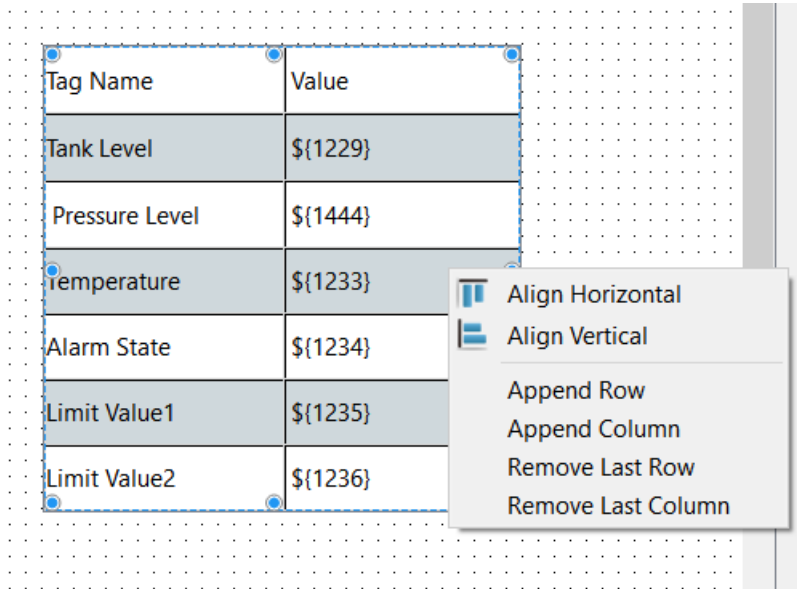 Tag Name Value
Tank Level ${1229}
Pressure Level ${1444}
Temperature ${1233}
Alarm State ${1234}
Limit Value1 ${1235}
Limit Value2 ${1236}
Align Horizontal
Align Vertical
Append Row
Append Column
Remove Last Row
Remove Last Column